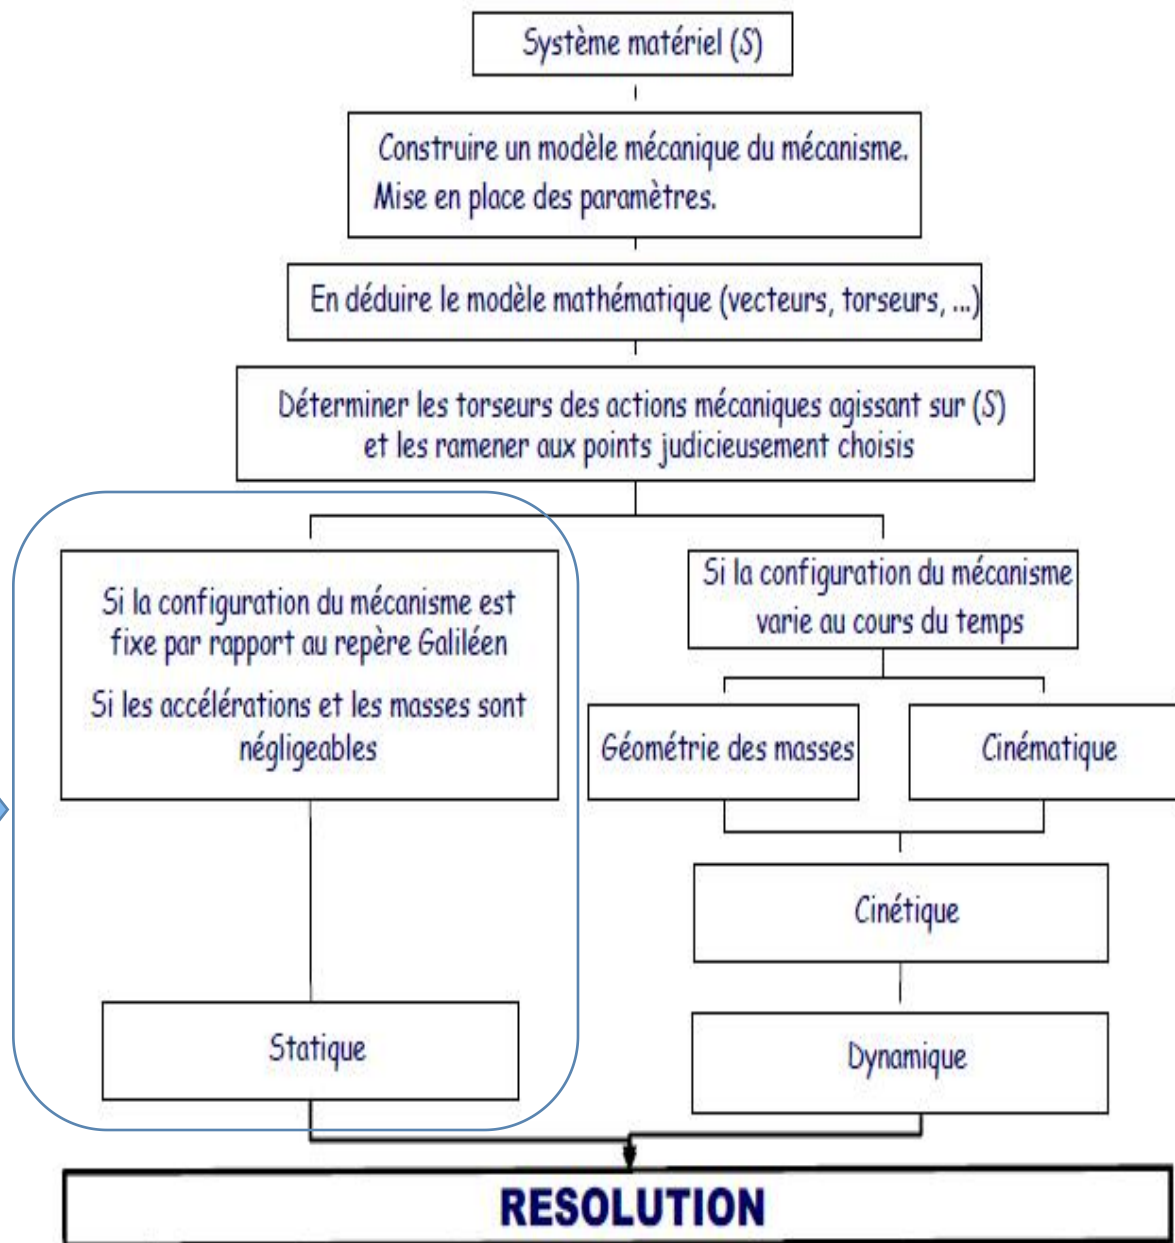 Système matériel (S)
Construire un modèle mécanique du mécanisme.
Mise en place des paramètres.
En déduire le modèle mathématique (vecteurs, torseurs, ...)
Déterminer les torseurs des actions mécaniques agissant sur (S)
et les ramener aux points judicieusement choisis
Si la configuration du mécanisme est
fixe par rapport au repère Galiléen
Si les accélérations et les masses sont
négligeables
Si la configuration du mécanisme
varie au cours du temps
Géométrie des masses
Cinématique
Cinétique
Statique
Dynamique
RESOLUTION